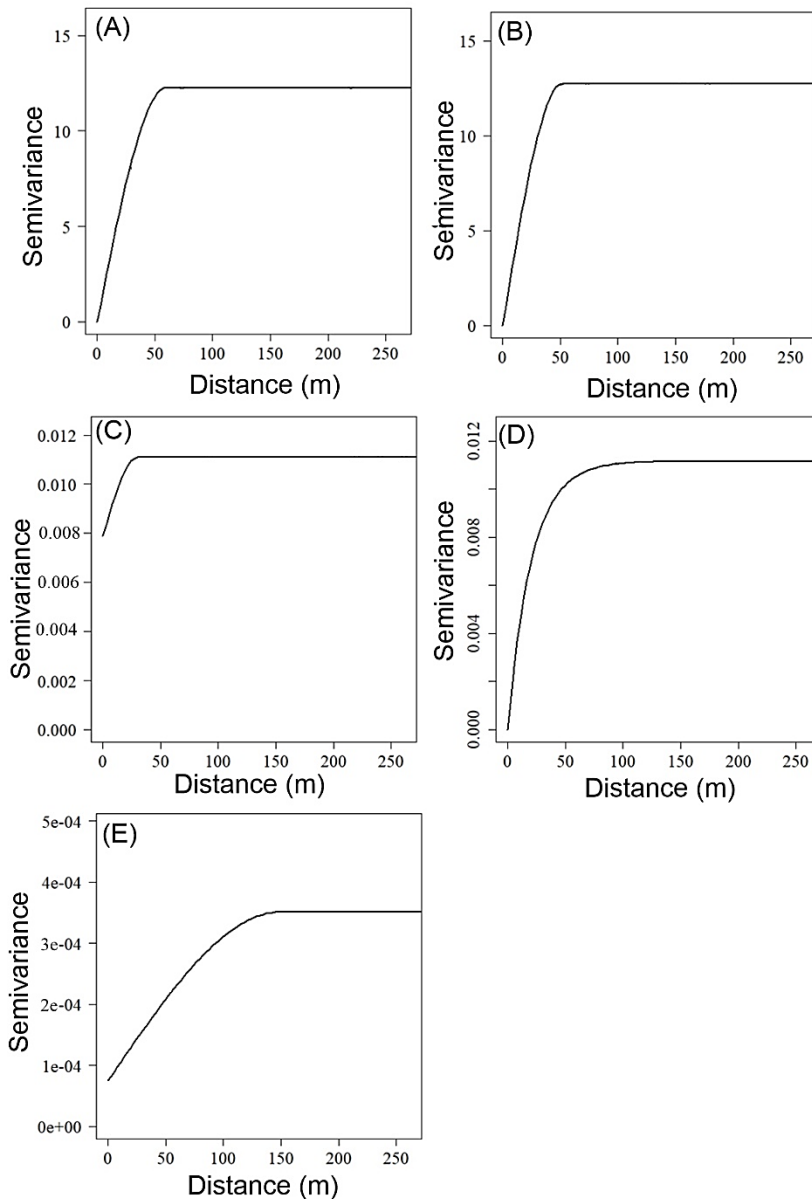 (A)
Semivariance
15
10
5
0
0 50 100 150 200 250
Distance (m)
(B)
Semivariance
15
10
5
0
0 50 100 150 200 250
Distance (m)
(C)
Semivariance
0.012
0.010
0.008
0.006
0.004
0.002
0.000
0 50 100 150 200 250
Distance (m)
(D)
Semivariance
0.012
0.008
0.004
0.000
0 50 100 150 200 250
Distance (m)
(E)
Semivariance
5e-04
4e-04
3e-04
2e-04
1e-04
0e+00
0 50 100 150 200 250
Distance (m)